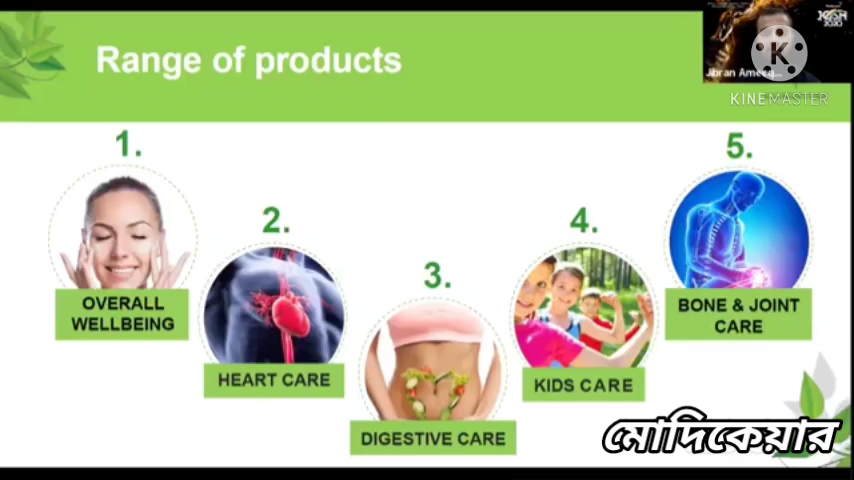 Range of products
K
KINEMASTER
1.
OVERALL
WELLBEING
2.
HEART CARE
3.
DIGESTIVE CARE
4.
KIDS CARE
5.
BONE & JOINT
CARE
মোদিকেয়ার